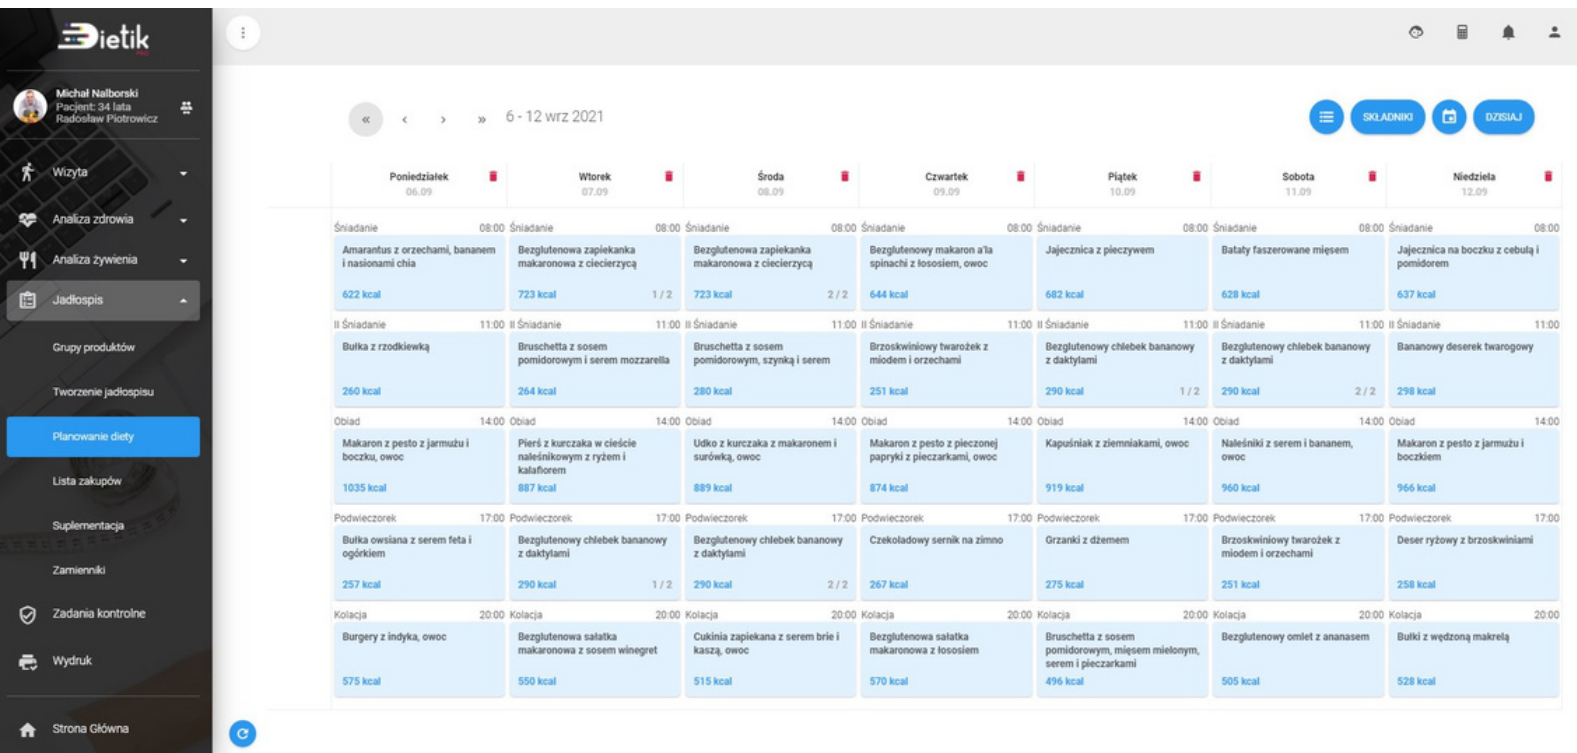 Dietik
PRO
Michał Nalborski
Pacjent: 34 lata
Radosław Piotrowicz
Wizyta
Analiza zdrowia
Analiza żywienia
Jadłospis
Grupy produktów
Tworzenie jadłospisu
Planowanie diety
Lista zakupów
Suplementacja
Zamienniki
Zadania kontrolne
Wydruk
Strona Główna
« ‹ › » 6 - 12 wrz 2021
SKŁADNIKI DZISIAJ
Poniedziałek Wtorek Środa Czwartek Piątek Sobota Niedziela
06.09 07.09 08.09 09.09 10.09 11.09 12.09
Śniadanie 08:00 Śniadanie 08:00 Śniadanie 08:00 Śniadanie 08:00 Śniadanie 08:00 Śniadanie 08:00 Śniadanie 08:00
Amarantus z orzechami, bananem
i nasionami chia
622 kcal
Bezglutenowa zapiekanka
makaronowa z ciecierzycą
723 kcal 1 / 2
Bezglutenowa zapiekanka
makaronowa z ciecierzycą
723 kcal 2 / 2
Bezglutenowy makaron a'la
spinachi z łososiem, owoc
644 kcal
Jajecznica z pieczywem
682 kcal
Bataty faszerowane mięsem
628 kcal
Jajecznica na boczku z cebulą i
pomidorem
637 kcal
II Śniadanie 11:00 II Śniadanie 11:00 II Śniadanie 11:00 II Śniadanie 11:00 II Śniadanie 11:00 II Śniadanie 11:00 II Śniadanie 11:00
Bułka z rzodkiewką
260 kcal
Bruschetta z sosem
pomidorowym i serem mozzarella
264 kcal
Bruschetta z sosem
pomidorowym, szynką i serem
280 kcal
Brzoskwiniowy twarożek z
miodem i orzechami
251 kcal
Bezglutenowy chlebek bananowy
z daktylami
290 kcal 1 / 2
Bezglutenowy chlebek bananowy
z daktylami
290 kcal 2 / 2
Bananowy deserek twarogowy
298 kcal
Obiad 14:00 Obiad 14:00 Obiad 14:00 Obiad 14:00 Obiad 14:00 Obiad 14:00 Obiad 14:00
Makaron z pesto z jarmużu i
boczku, owoc
1035 kcal
Pierś z kurczaka w cieście
naleśnikowym z ryżem i
kalafiorem
887 kcal
Udko z kurczaka z makaronem i
surówką, owoc
889 kcal
Makaron z pesto z pieczonej
papryki z pieczarkami, owoc
874 kcal
Kapuśniak z ziemniakami, owoc
919 kcal
Naleśniki z serem i bananem,
owoc
960 kcal
Makaron z pesto z jarmużu i
boczkiem
966 kcal
Podwieczorek 17:00 Podwieczorek 17:00 Podwieczorek 17:00 Podwieczorek 17:00 Podwieczorek 17:00 Podwieczorek 17:00 Podwieczorek 17:00
Bułka owsiana z serem feta i
ogórkiem
257 kcal
Bezglutenowy chlebek bananowy
z daktylami
290 kcal 1 / 2
Bezglutenowy chlebek bananowy
z daktylami
290 kcal 2 / 2
Czekoladowy sernik na zimno
267 kcal
Grzanki z dżemem
275 kcal
Brzoskwiniowy twarożek z
miodem i orzechami
251 kcal
Deser ryżowy z brzoskwiniami
258 kcal
Kolacja 20:00 Kolacja 20:00 Kolacja 20:00 Kolacja 20:00 Kolacja 20:00 Kolacja 20:00 Kolacja 20:00
Burgery z indyka, owoc
575 kcal
Bezglutenowa sałatka
makaronowa z sosem winegret
550 kcal
Cukinia zapiekana z serem brie i
kaszą, owoc
515 kcal
Bezglutenowa sałatka
makaronowa z łososiem
570 kcal
Bruschetta z sosem
pomidorowym, mięsem mielonym,
serem i pieczarkami
496 kcal
Bezglutenowy omlet z ananasem
505 kcal
Bułki z wędzoną makrelą
528 kcal